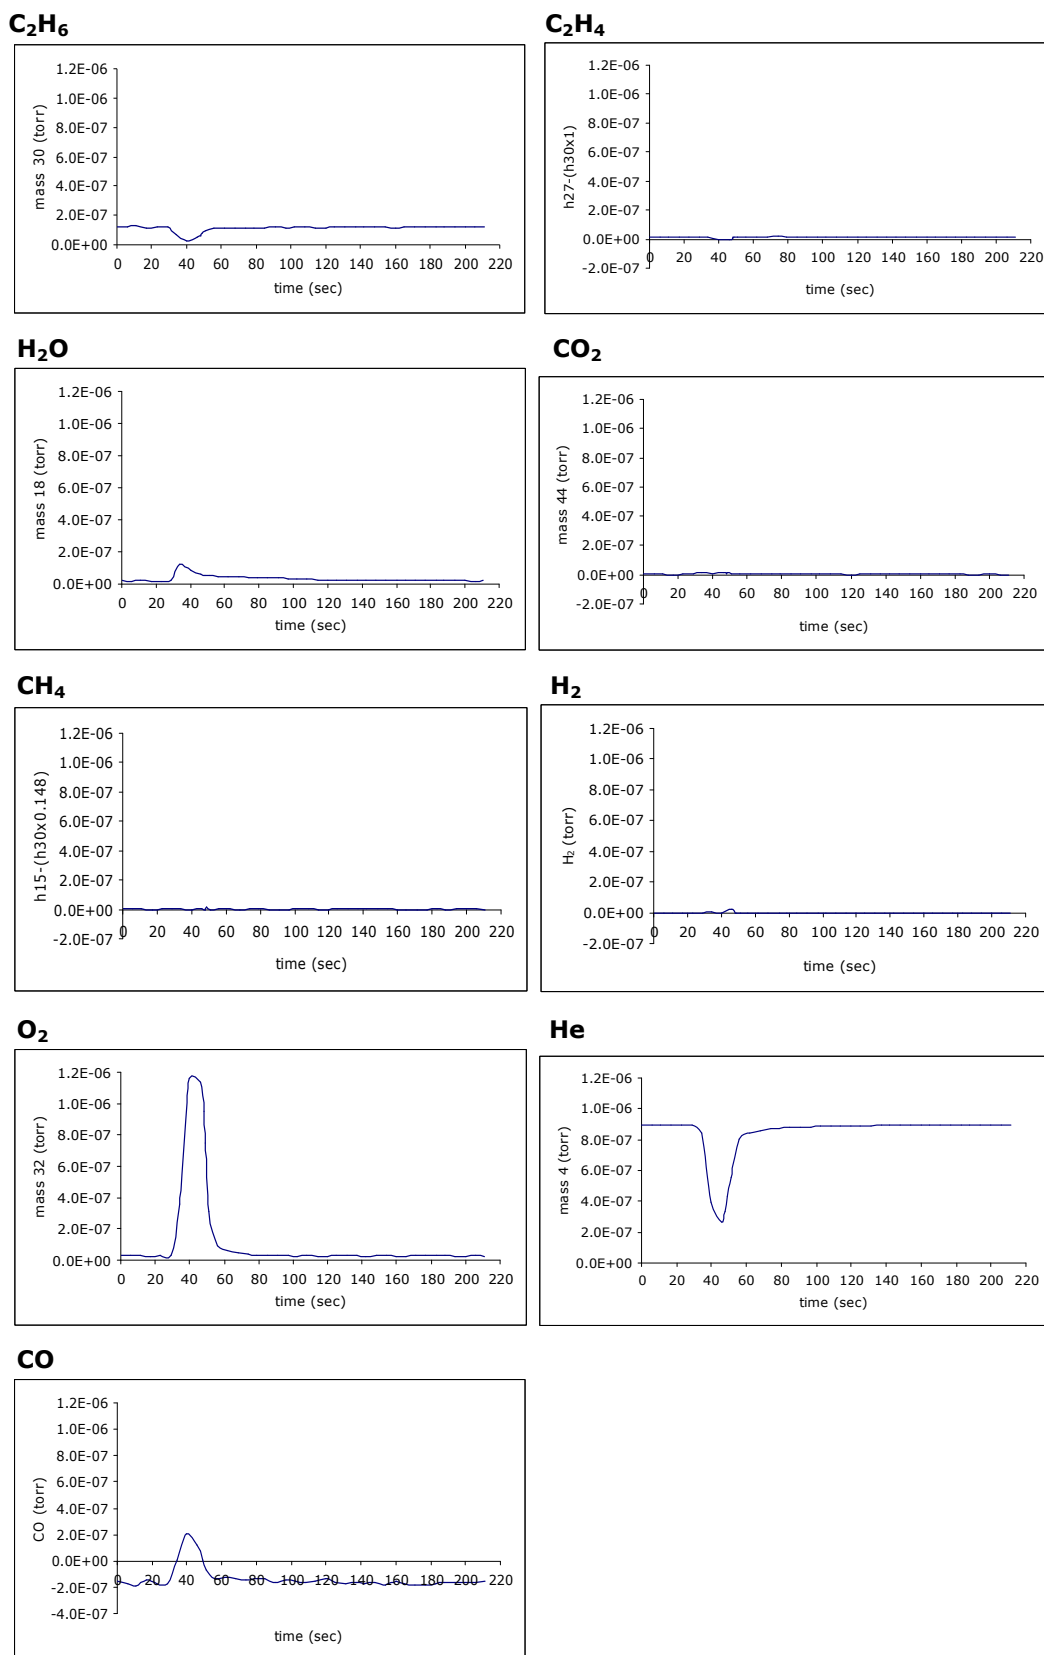 C₂H₆
1.2E-06
1.0E-06
8.0E-07
6.0E-07
4.0E-07
2.0E-07
0.0E+00
mass 30 (torr)
0 20 40 60 80 100 120 140 160 180 200 220
time (sec)
C₂H₄
1.2E-06
1.0E-06
8.0E-07
6.0E-07
4.0E-07
2.0E-07
0.0E+00
-2.0E-07
h27-(h30x1)
0 20 40 60 80 100 120 140 160 180 200 220
time (sec)
H₂O
1.2E-06
1.0E-06
8.0E-07
6.0E-07
4.0E-07
2.0E-07
0.0E+00
mass 18 (torr)
0 20 40 60 80 100 120 140 160 180 200 220
time (sec)
CO₂
1.2E-06
1.0E-06
8.0E-07
6.0E-07
4.0E-07
2.0E-07
0.0E+00
-2.0E-07
mass 44 (torr)
0 20 40 60 80 100 120 140 160 180 200 220
time (sec)
CH₄
1.2E-06
1.0E-06
8.0E-07
6.0E-07
4.0E-07
2.0E-07
0.0E+00
-2.0E-07
h15-(h30x0.148)
0 20 40 60 80 100 120 140 160 180 200 220
time (sec)
H₂
1.2E-06
1.0E-06
8.0E-07
6.0E-07
4.0E-07
2.0E-07
0.0E+00
-2.0E-07
H₂ (torr)
0 20 40 60 80 100 120 140 160 180 200 220
time (sec)
O₂
1.2E-06
1.0E-06
8.0E-07
6.0E-07
4.0E-07
2.0E-07
0.0E+00
mass 32 (torr)
0 20 40 60 80 100 120 140 160 180 200 220
time (sec)
He
1.2E-06
1.0E-06
8.0E-07
6.0E-07
4.0E-07
2.0E-07
0.0E+00
mass 4 (torr)
0 20 40 60 80 100 120 140 160 180 200 220
time (sec)
CO
1.2E-06
1.0E-06
8.0E-07
6.0E-07
4.0E-07
2.0E-07
0.0E+00
-2.0E-07
-4.0E-07
CO (torr)
0 20 40 60 80 100 120 140 160 180 200 220
time (sec)